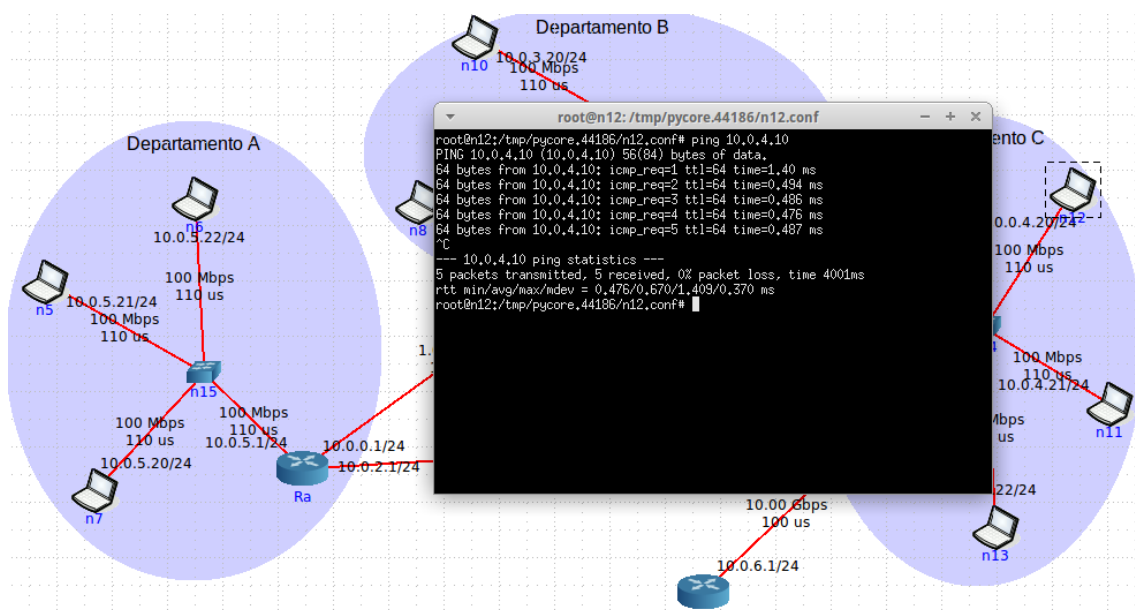 Departamento B
n10
10.0.3.20/24
100 Mbps
110 us
Departamento A
n6
10.0.5.22/24
100 Mbps
110 us
n5
10.0.5.21/24
100 Mbps
110 us
n15
100 Mbps
110 us
10.0.5.20/24
n7
100 Mbps
110 us
10.0.5.1/24
10.0.0.1/24
10.0.2.1/24
Ra
n8
1.
root@n12: /tmp/pycore.44186/n12.conf
root@n12:/tmp/pycore.44186/n12.conf# ping 10.0.4.10
PING 10.0.4.10 (10.0.4.10) 56(84) bytes of data.
64 bytes from 10.0.4.10: icmp_req=1 ttl=64 time=1.40 ms
64 bytes from 10.0.4.10: icmp_req=2 ttl=64 time=0.494 ms
64 bytes from 10.0.4.10: icmp_req=3 ttl=64 time=0.486 ms
64 bytes from 10.0.4.10: icmp_req=4 ttl=64 time=0.476 ms
64 bytes from 10.0.4.10: icmp_req=5 ttl=64 time=0.487 ms
^C
--- 10.0.4.10 ping statistics ---
5 packets transmitted, 5 received, 0% packet loss, time 4001ms
rtt min/avg/max/mdev = 0.476/0.670/1.409/0.370 ms
root@n12:/tmp/pycore.44186/n12.conf#
ento C
n12
0.0.4.20/24
100 Mbps
110 us
4
100 Mbps
110 us
10.0.4.21/24
n11
Mbps
us
22/24
n13
10.00 Gbps
100 us
10.0.6.1/24